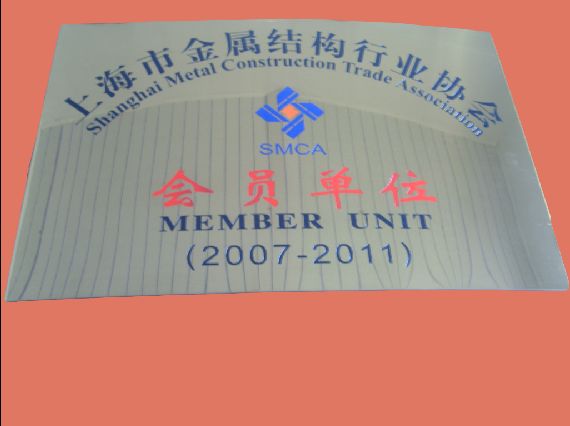 上海市金属结构行业协会
Shanghai Metal Construction Trade Association
SMCA
会员单位
MEMBER UNIT
(2007-2011)